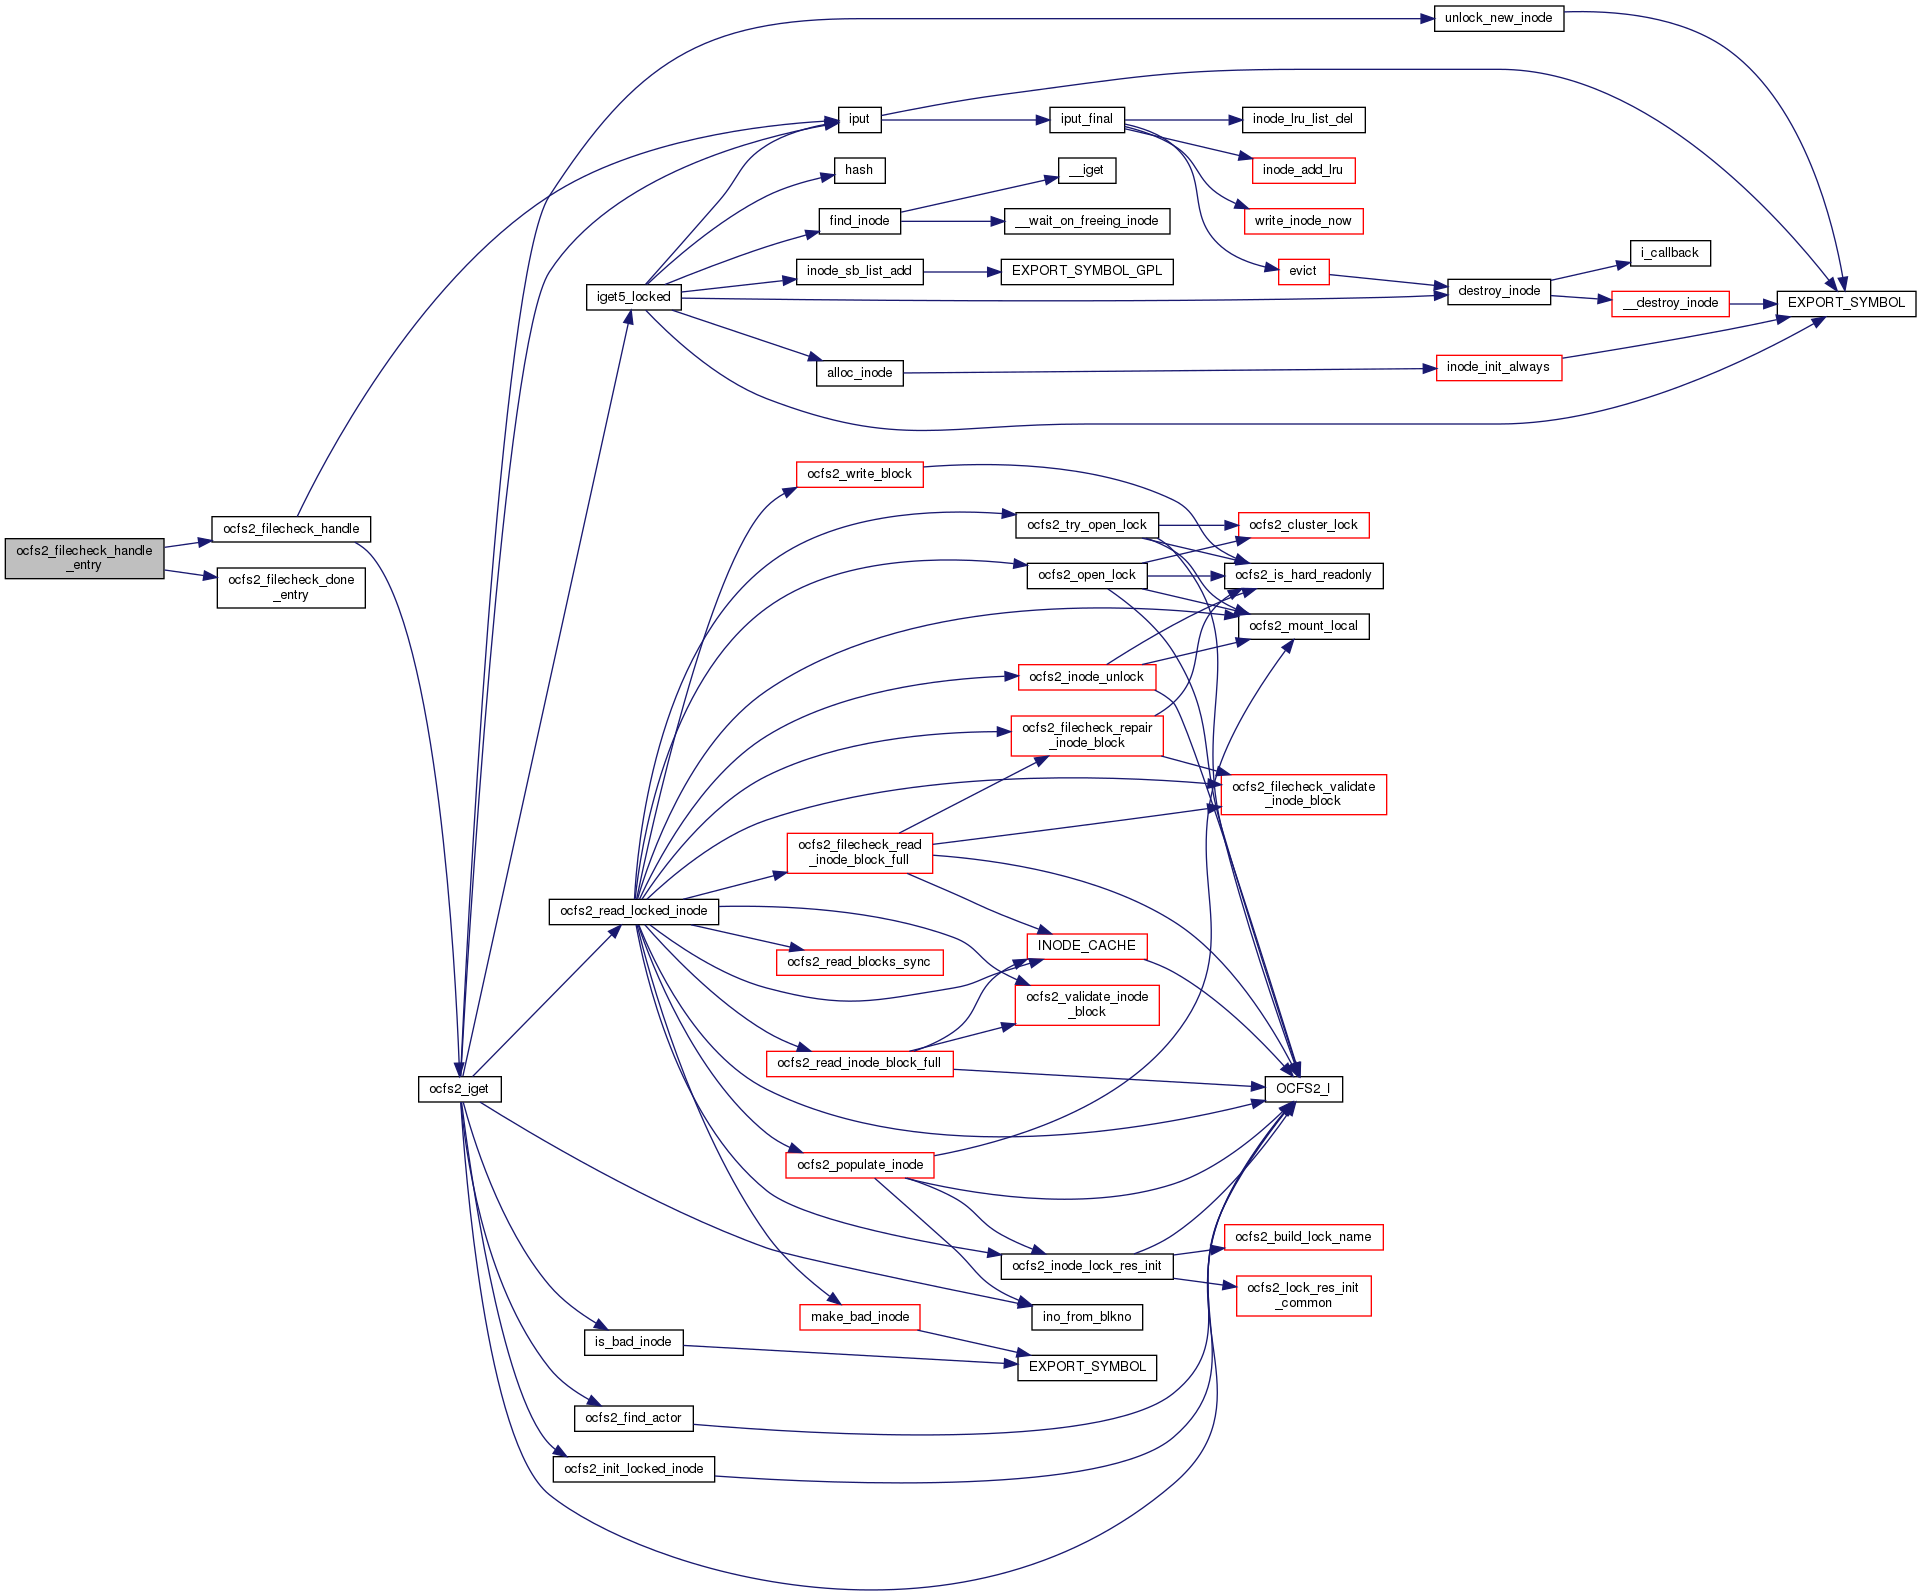 unlock_new_inode
iput
iput_final
inode_lru_list_del
hash
__iget
inode_add_lru
find_inode
__wait_on_freeing_inode
write_inode_now
i_callback
inode_sb_list_add
EXPORT_SYMBOL_GPL
evict
iget5_locked
destroy_inode
__destroy_inode
EXPORT_SYMBOL
alloc_inode
inode_init_always
ocfs2_write_block
ocfs2_filecheck_handle
ocfs2_try_open_lock
ocfs2_cluster_lock
ocfs2_filecheck_handle
_entry
ocfs2_filecheck_done
_entry
ocfs2_open_lock
ocfs2_is_hard_readonly
ocfs2_mount_local
ocfs2_inode_unlock
ocfs2_filecheck_repair
_inode_block
ocfs2_filecheck_validate
_inode_block
ocfs2_filecheck_read
_inode_block_full
ocfs2_read_locked_inode
INODE_CACHE
ocfs2_read_blocks_sync
ocfs2_validate_inode
_block
ocfs2_read_inode_block_full
ocfs2_iget
OCFS2_I
ocfs2_populate_inode
ocfs2_build_lock_name
ocfs2_inode_lock_res_init
ocfs2_lock_res_init
_common
make_bad_inode
ino_from_blkno
is_bad_inode
EXPORT_SYMBOL
ocfs2_find_actor
ocfs2_init_locked_inode